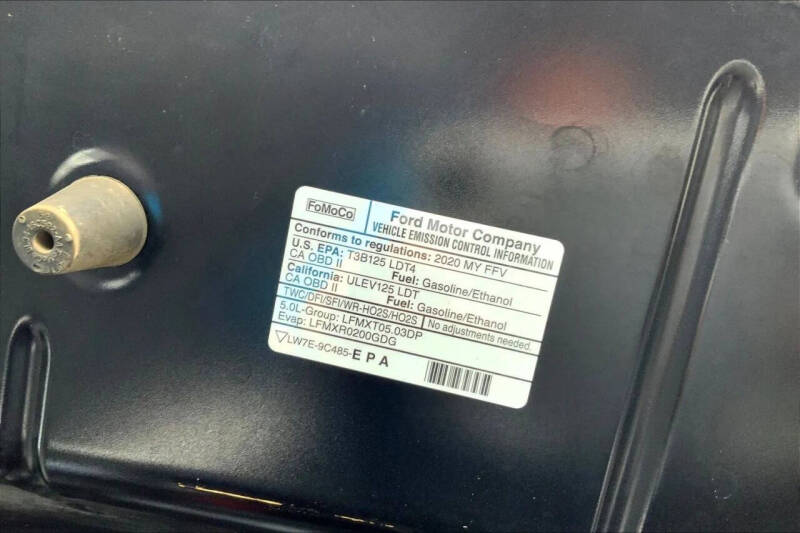 FoMoCo
Ford Motor Company
VEHICLE EMISSION CONTROL INFORMATION
Conforms to regulations: 2020 MY FFV
U.S. EPA: T3B125 LDT4
CA OBD II Fuel: Gasoline/Ethanol
California: ULEV125 LDT
CA OBD II Fuel: Gasoline/Ethanol
TWC/DFI/SFI/WR-HO2S/HO2S No adjustments needed.
5.0L-Group: LFMXT05.03DP
Evap: LFMXR0200GDG
LW7E-9C485-EPA